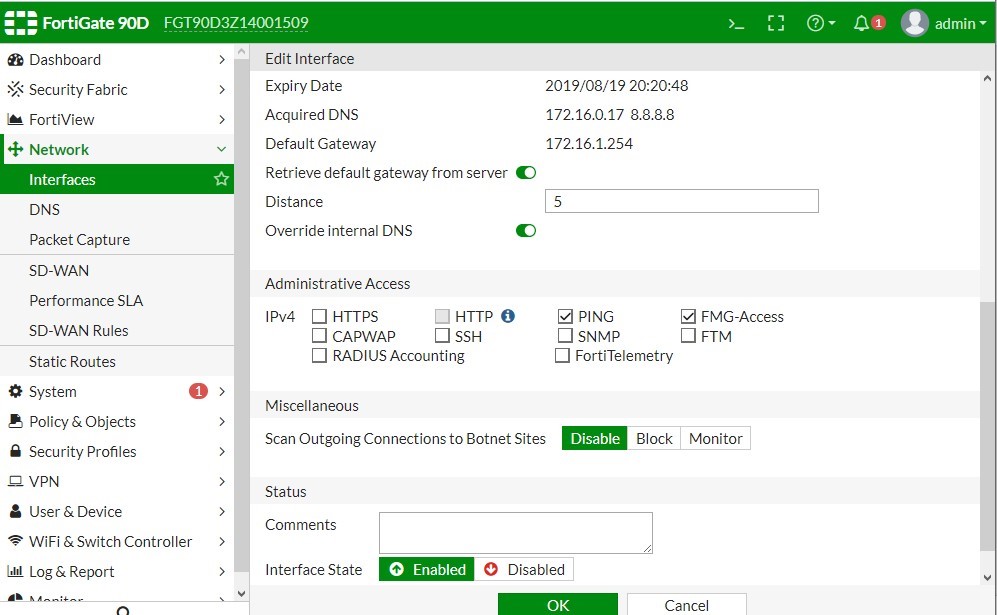 FortiGate 90D FGT90D3Z14001509
1 admin
Dashboard
Security Fabric
FortiView
Network
Interfaces
DNS
Packet Capture
SD-WAN
Performance SLA
SD-WAN Rules
Static Routes
System 1
Policy & Objects
Security Profiles
VPN
User & Device
WiFi & Switch Controller
Log & Report
Monitor
Edit Interface
Expiry Date 2019/08/19 20:20:48
Acquired DNS 172.16.0.17 8.8.8.8
Default Gateway 172.16.1.254
Retrieve default gateway from server
Distance 5
Override internal DNS
Administrative Access
IPv4 HTTPS HTTP PING FMG-Access
CAPWAP SSH SNMP FTM
RADIUS Accounting FortiTelemetry
Miscellaneous
Scan Outgoing Connections to Botnet Sites Disable Block Monitor
Status
Comments
Interface State Enabled Disabled
OK Cancel